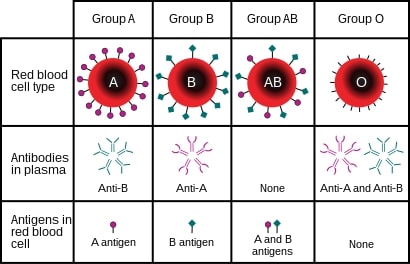 Group A
Group B
Group AB
Group O
Red blood
cell type
A
B
AB
O
Antibodies
in plasma
Anti-B
Anti-A
None
Anti-A and Anti-B
Antigens in
red blood
cell
A antigen
B antigen
A and B
antigens
None